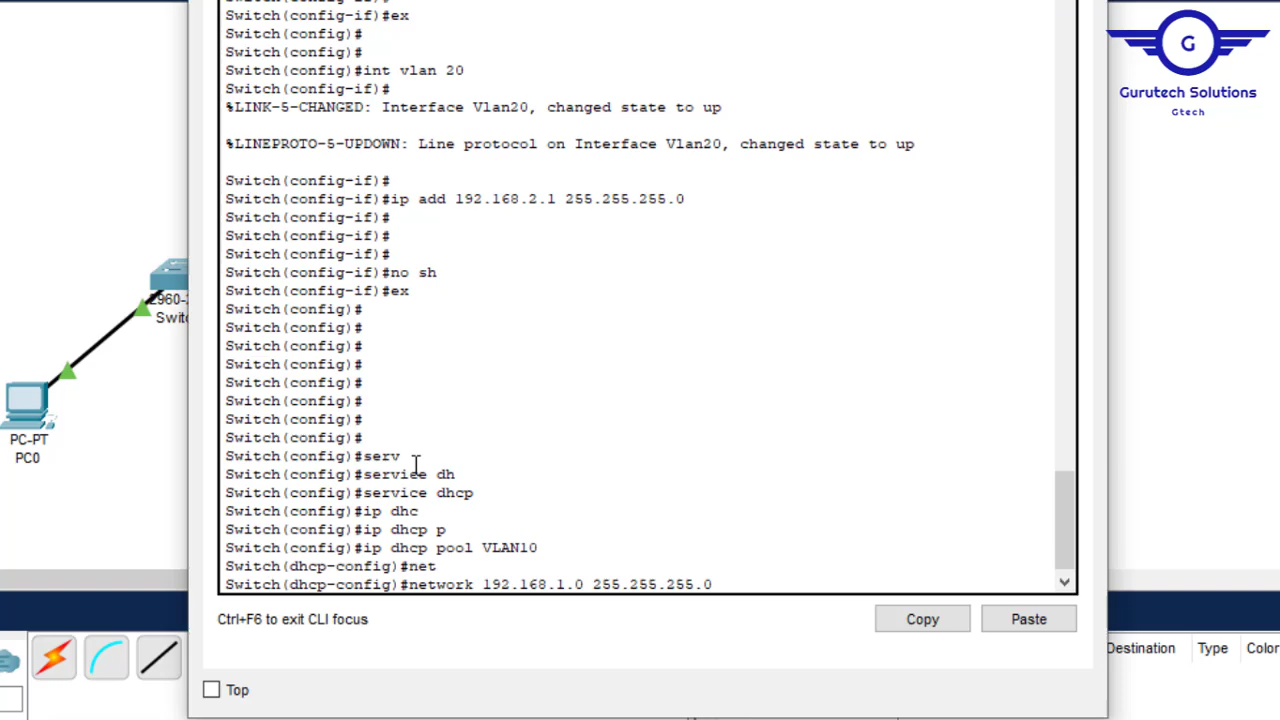 Switch(config-if)#ex
Switch(config)#
Switch(config)#
Switch(config)#int vlan 20
Switch(config-if)#
%LINK-5-CHANGED: Interface Vlan20, changed state to up
%LINEPROTO-5-UPDOWN: Line protocol on Interface Vlan20, changed state to up
Switch(config-if)#
Switch(config-if)#ip add 192.168.2.1 255.255.255.0
Switch(config-if)#
Switch(config-if)#
Switch(config-if)#
Switch(config-if)#no sh
Switch(config-if)#ex
Switch(config)#
Switch(config)#
Switch(config)#
Switch(config)#
Switch(config)#
Switch(config)#
Switch(config)#
Switch(config)#
Switch(config)#serv
Switch(config)#service dh
Switch(config)#service dhcp
Switch(config)#ip dhc
Switch(config)#ip dhcp p
Switch(config)#ip dhcp pool VLAN10
Switch(dhcp-config)#net
Switch(dhcp-config)#network 192.168.1.0 255.255.255.0
Ctrl+F6 to exit CLI focus
Copy
Paste
Top
PC-PT
PC0
G
Gurutech Solutions
Gtech
Destination
Type